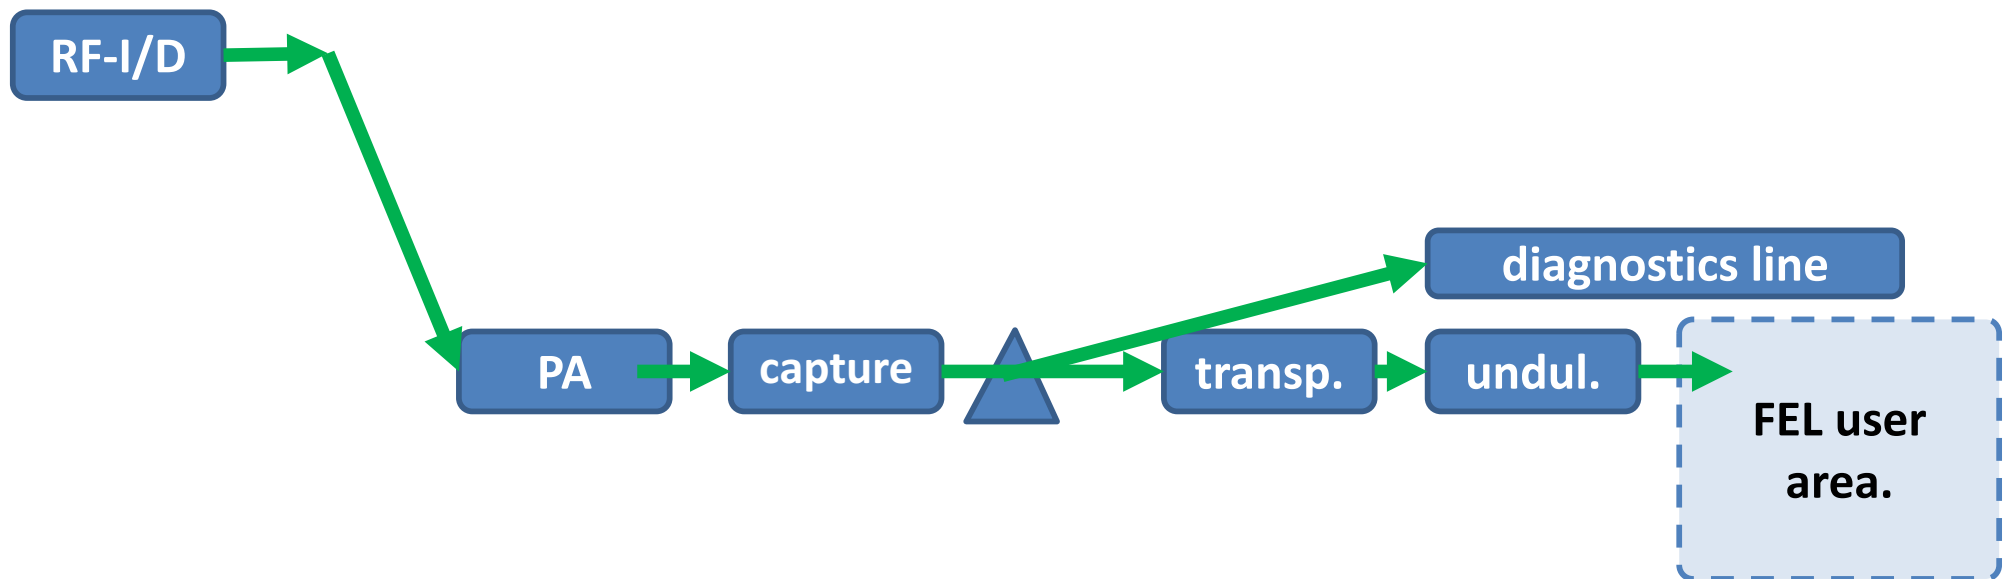 RF-I/D
diagnostics line
PA
capture
transp.
undul.
FEL user
area.